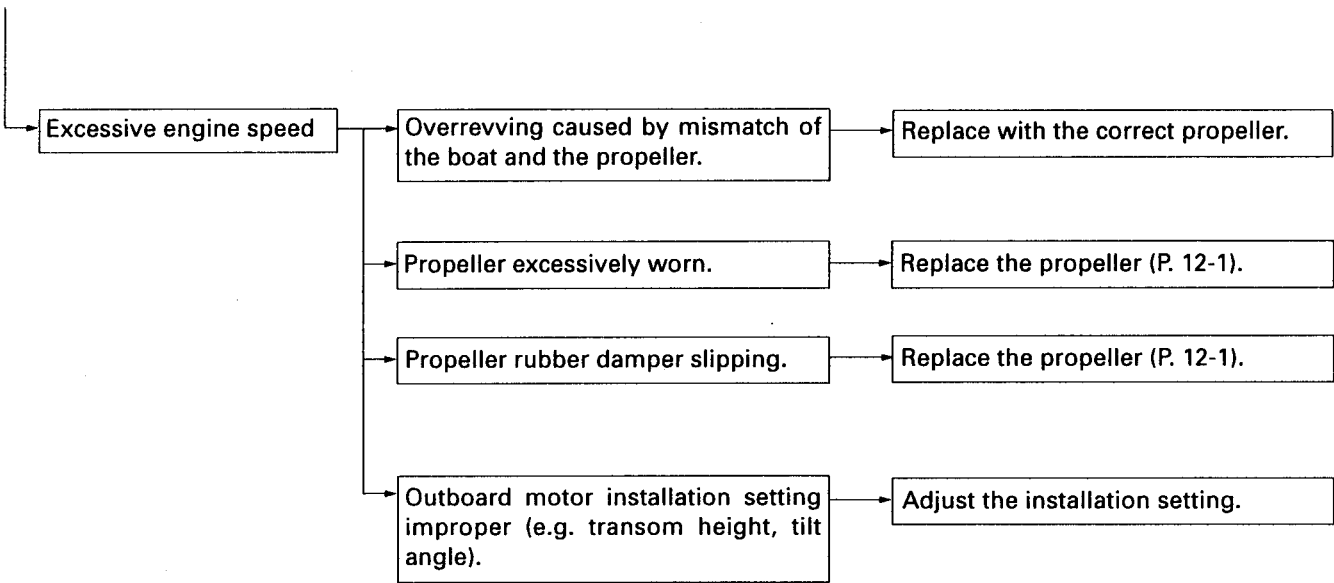 Excessive engine speed
Overrevving caused by mismatch of
the boat and the propeller.
Replace with the correct propeller.
Propeller excessively worn.
Replace the propeller (P. 12-1).
Propeller rubber damper slipping.
Replace the propeller (P. 12-1).
Outboard motor installation setting
improper (e.g. transom height, tilt
angle).
Adjust the installation setting.